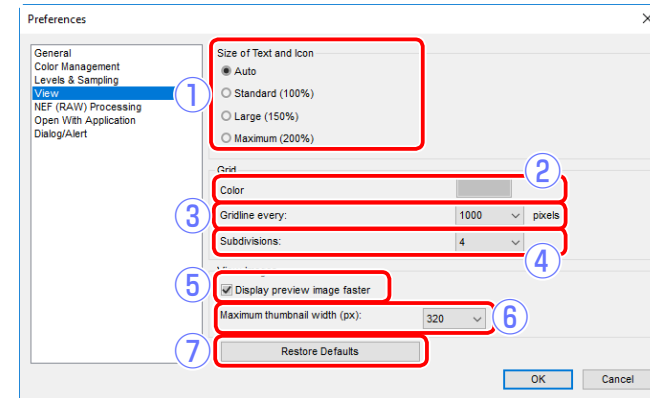 Preferences
General
Color Management
Levels & Sampling
View
NEF (RAW) Processing
Open With Application
Dialog/Alert
1
Size of Text and Icon
Auto
Standard (100%)
Large (150%)
Maximum (200%)
Grid
2
Color
3
Gridline every: 1000 pixels
Subdivisions: 4
4
5
Display preview image faster
Maximum thumbnail width (px): 320
6
7
Restore Defaults
OK Cancel